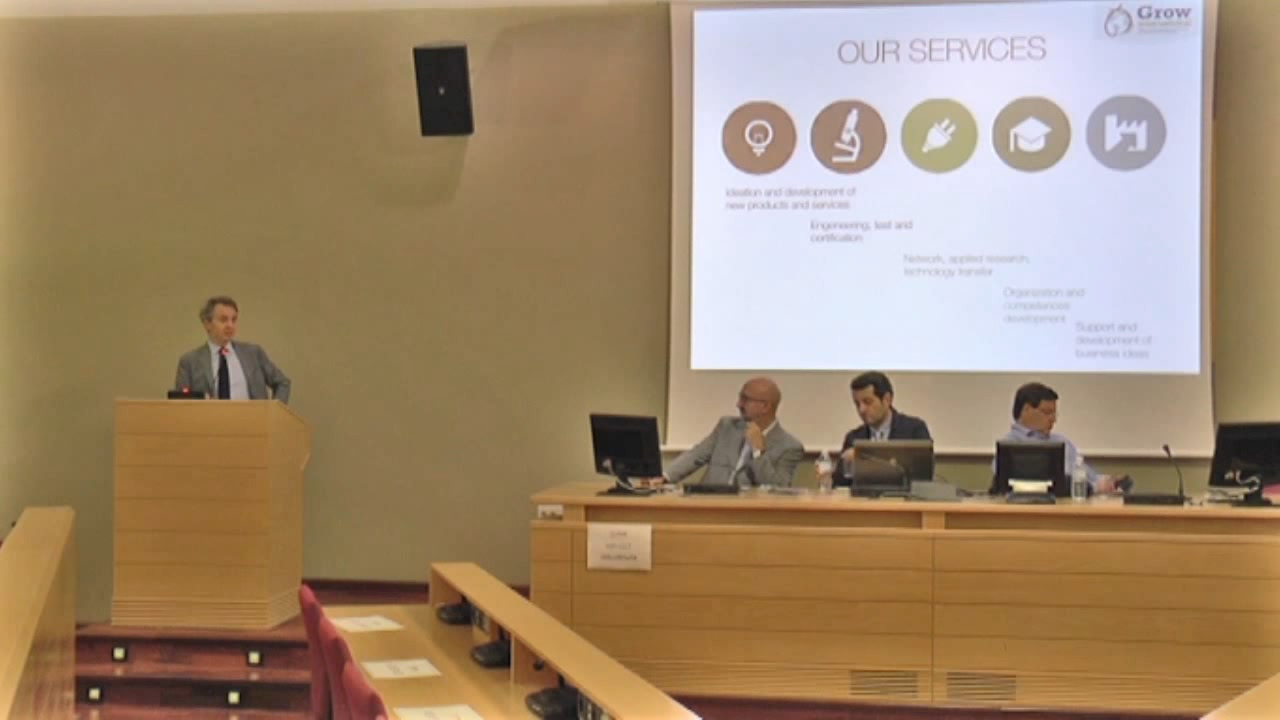 Grow
OUR SERVICES
Ideation and development of
new products and services
Engeneering, test and
certification
Network, applied research,
technology transfer
Organization and
competences
development
Support and
development of
business ideas